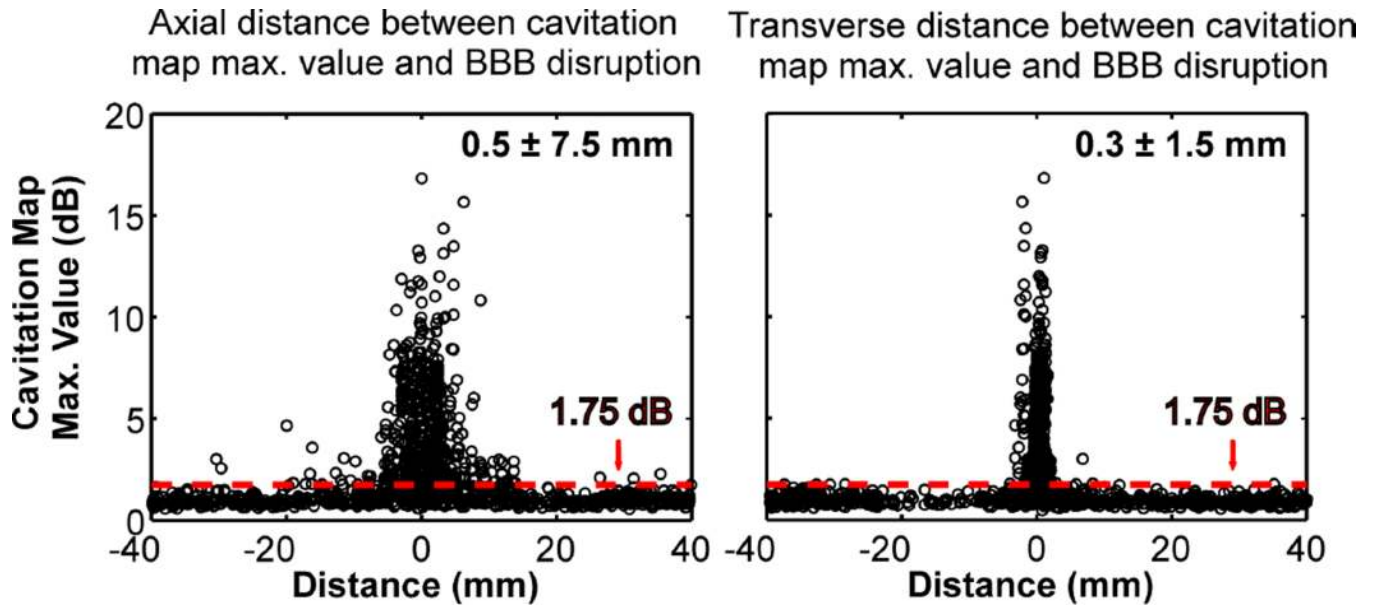 Axial distance between cavitation
map max. value and BBB disruption
Transverse distance between cavitation
map max. value and BBB disruption
Cavitation Map
Max. Value (dB)
20
15
10
5
0
0.5 ± 7.5 mm
1.75 dB
-40 -20 0 20 40
Distance (mm)
0.3 ± 1.5 mm
1.75 dB
-40 -20 0 20 40
Distance (mm)